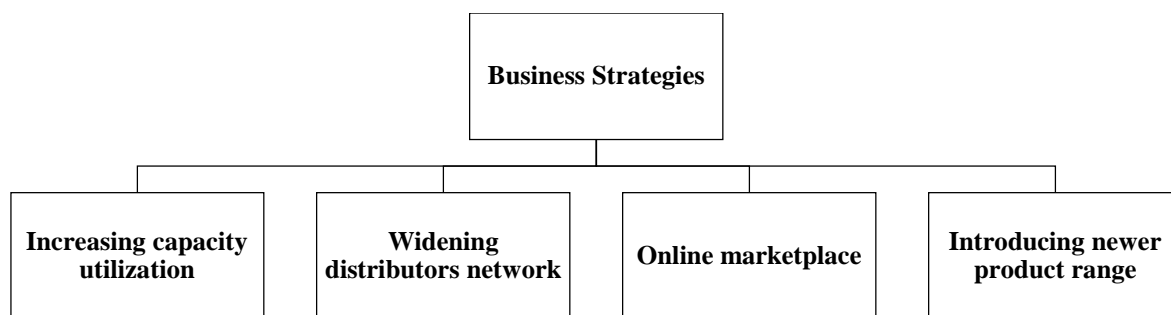 Business Strategies
Increasing capacity
utilization
Widening
distributors network
Online marketplace
Introducing newer
product range